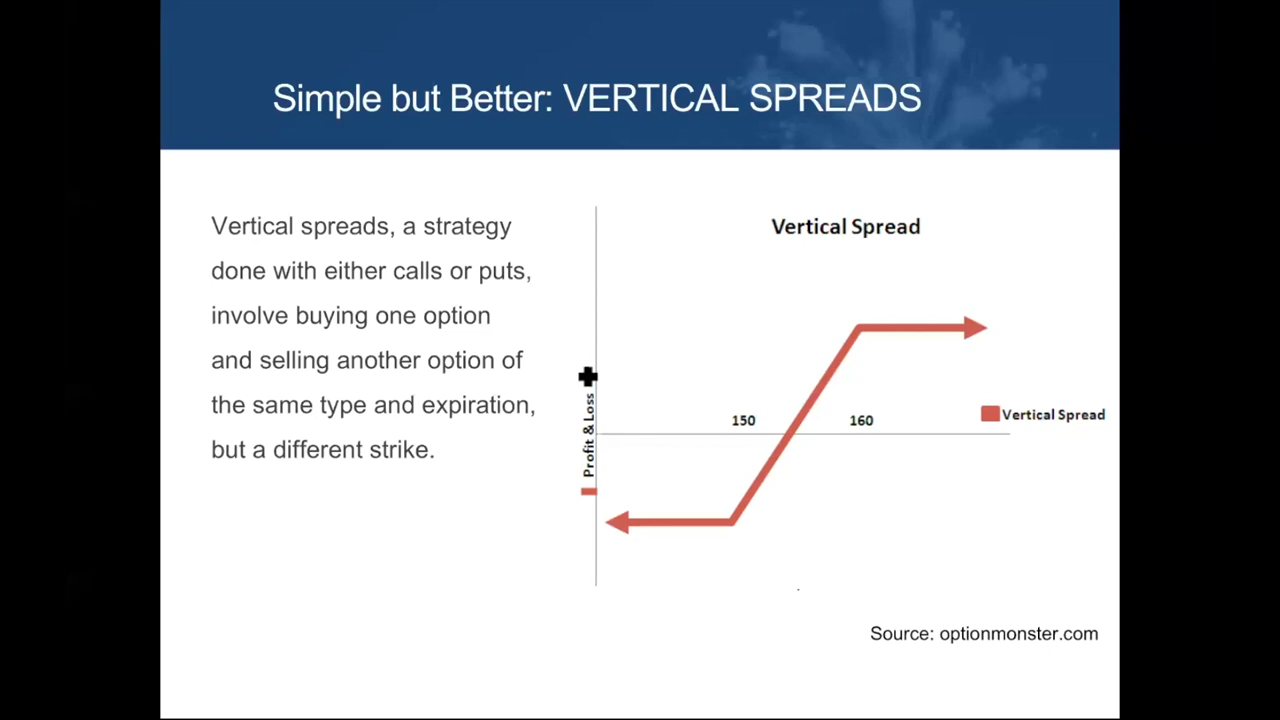 Simple but Better: VERTICAL SPREADS
Vertical spreads, a strategy
done with either calls or puts,
involve buying one option
and selling another option of
the same type and expiration,
but a different strike.
Vertical Spread
Profit & Loss
150
160
Vertical Spread
Source: optionmonster.com